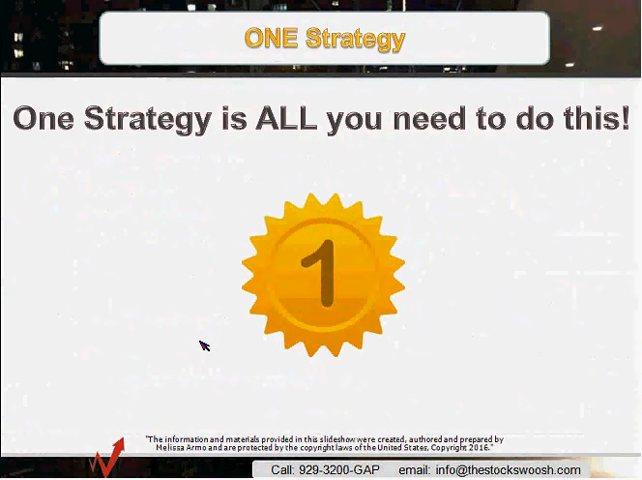 ONE Strategy
One Strategy is ALL you need to do this!
1
"The information and materials provided in this slideshow were created, authored and prepared by
Melissa Armo and are protected by the copyright laws of the United States, Copyright 2016."
Call: 929-3200-GAP email: info@thestockswoosh.com